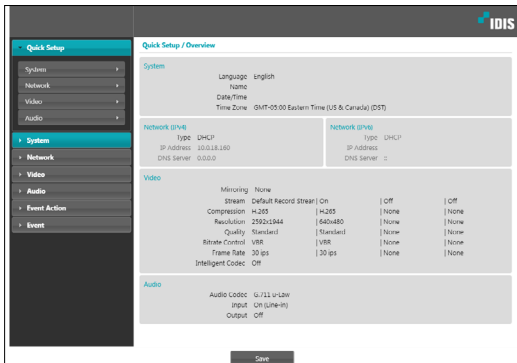 IDIS
Quick Setup
System
Network
Video
Audio
System
Network
Video
Audio
Event Action
Event
Quick Setup / Overview
System
Language English
Name
Date/Time
Time Zone GMT-05:00 Eastern Time (US & Canada) (DST)
Network (IPv4)
Type DHCP
IP Address 10.0.18.160
DNS Server 0.0.0.0
Network (IPv6)
Type DHCP
IP Address
DNS Server ::
Video
Mirroring None
Stream Default Record Strear | On | Off | Off
Compression H.265 | H.265 | None | None
Resolution 2592x1944 | 640x480 | None | None
Quality Standard | Standard | None | None
Bitrate Control VBR | VBR | None | None
Frame Rate 30 ips | 30 ips | None | None
Intelligent Codec Off
Audio
Audio Codec G.711 u-Law
Input On (Line-in)
Output Off
Save